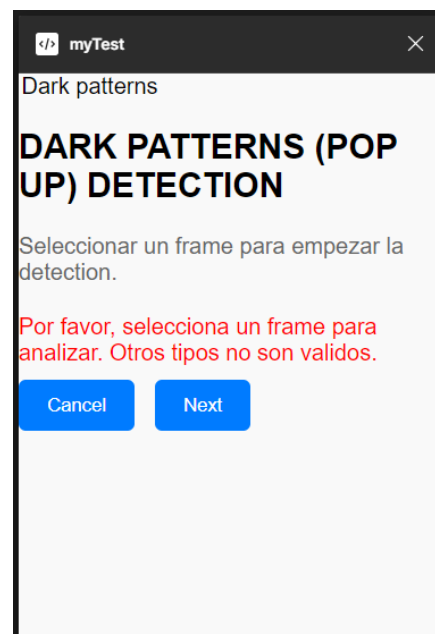 </> myTest
Dark patterns
DARK PATTERNS (POP
UP) DETECTION
Seleccionar un frame para empezar la
detection.
Por favor, selecciona un frame para
analizar. Otros tipos no son validos.
Cancel Next